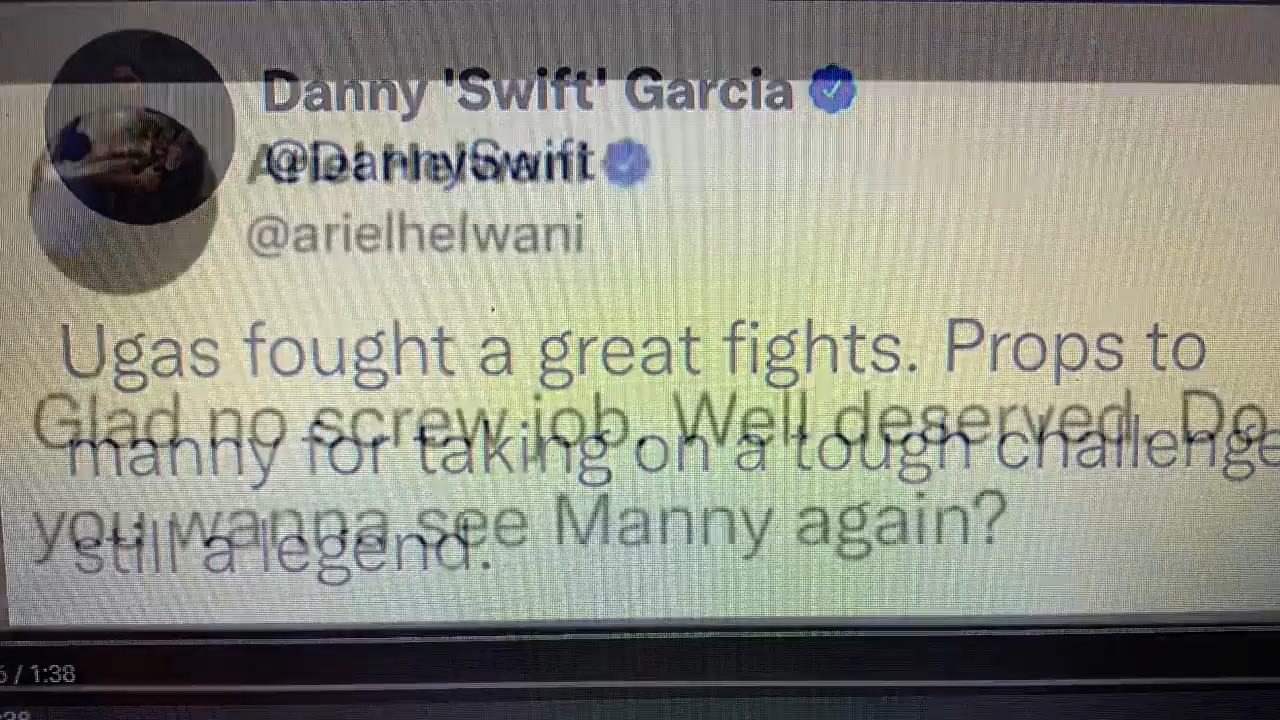 Danny 'Swift' Garcia
@DannySwift
@arielhelwani
Ugas fought a great fights. Props to
Glad no screw job. Well deserved. Do
manny for taking on a tough challenge
you wanna see Manny again?
still a legend.
/ 1:38